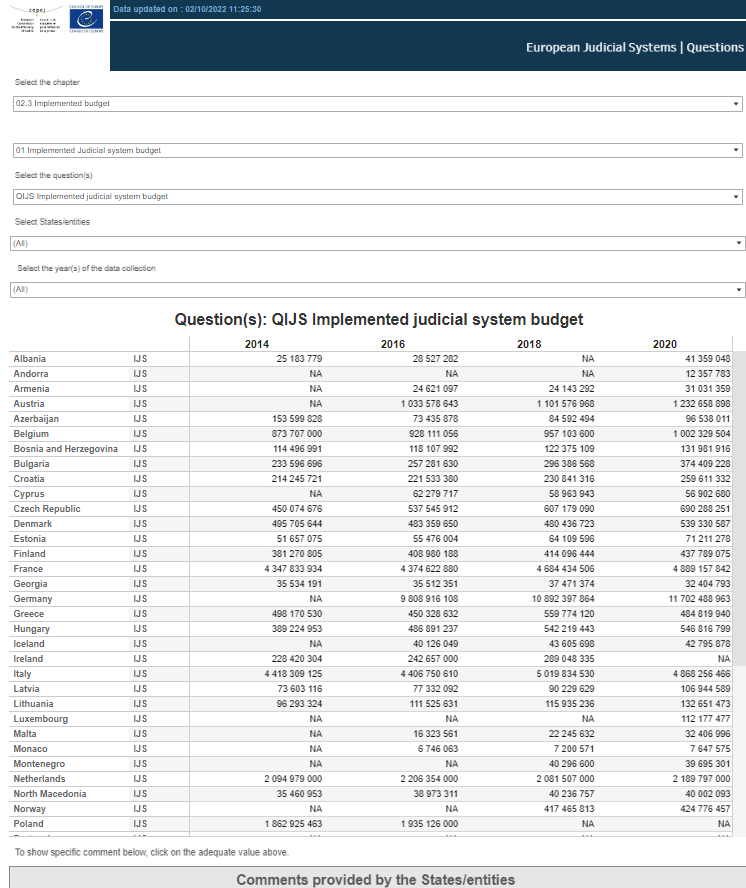 cepej
COUNCIL OF EUROPE
CONSEIL DE L'EUROPE
Data updated on : 02/10/2022 11:25:30
European Judicial Systems | Questions
Select the chapter
02.3 Implemented budget
01 Implemented Judicial system budget
Select the question(s)
QIJS Implemented judicial system budget
Select States/entities
(All)
Select the year(s) of the data collection
(All)
Question(s): QIJS Implemented judicial system budget
2014 2016 2018 2020
Albania IJS 25 183 779 28 527 282 NA 41 359 048
Andorra IJS NA NA NA 12 357 783
Armenia IJS NA 24 621 097 24 143 292 31 031 359
Austria IJS NA 1 033 578 643 1 101 576 968 1 232 658 898
Azerbaijan IJS 153 599 828 73 435 878 84 592 494 96 538 011
Belgium IJS 873 707 000 928 111 056 957 103 600 1 002 329 504
Bosnia and Herzegovina IJS 114 496 991 118 107 992 122 375 109 131 981 916
Bulgaria IJS 233 596 696 257 281 630 296 386 568 374 409 228
Croatia IJS 214 245 721 221 533 380 230 841 316 259 611 332
Cyprus IJS NA 62 279 717 58 963 943 56 902 680
Czech Republic IJS 450 074 676 537 545 912 607 179 090 690 288 251
Denmark IJS 495 705 644 483 359 650 480 436 723 539 330 587
Estonia IJS 51 657 075 55 476 004 64 109 596 71 211 278
Finland IJS 381 270 805 408 980 188 414 096 444 437 789 075
France IJS 4 347 833 934 4 374 622 880 4 684 434 506 4 889 157 842
Georgia IJS 35 534 191 35 512 351 37 471 374 32 404 793
Germany IJS NA 9 808 916 108 10 892 397 864 11 702 488 963
Greece IJS 498 170 530 450 328 632 559 774 120 484 819 940
Hungary IJS 389 224 953 486 891 237 542 219 443 546 816 799
Iceland IJS NA 40 126 049 43 605 698 42 795 878
Ireland IJS 228 420 304 242 657 000 289 048 335 NA
Italy IJS 4 418 309 125 4 406 750 610 5 019 834 530 4 868 256 466
Latvia IJS 73 603 116 77 332 092 90 229 629 106 944 589
Lithuania IJS 96 293 324 111 525 631 115 935 236 132 651 473
Luxembourg IJS NA NA NA 112 177 477
Malta IJS NA 16 323 561 22 245 632 32 406 996
Monaco IJS NA 6 746 063 7 200 571 7 647 575
Montenegro IJS NA NA 40 296 600 39 695 301
Netherlands IJS 2 094 979 000 2 206 354 000 2 081 507 000 2 189 797 000
North Macedonia IJS 35 460 953 38 973 311 40 236 757 40 002 093
Norway IJS NA NA 417 465 813 424 776 457
Poland IJS 1 862 925 463 1 935 126 000 NA NA
To show specific comment below, click on the adequate value above.
Comments provided by the States/entities